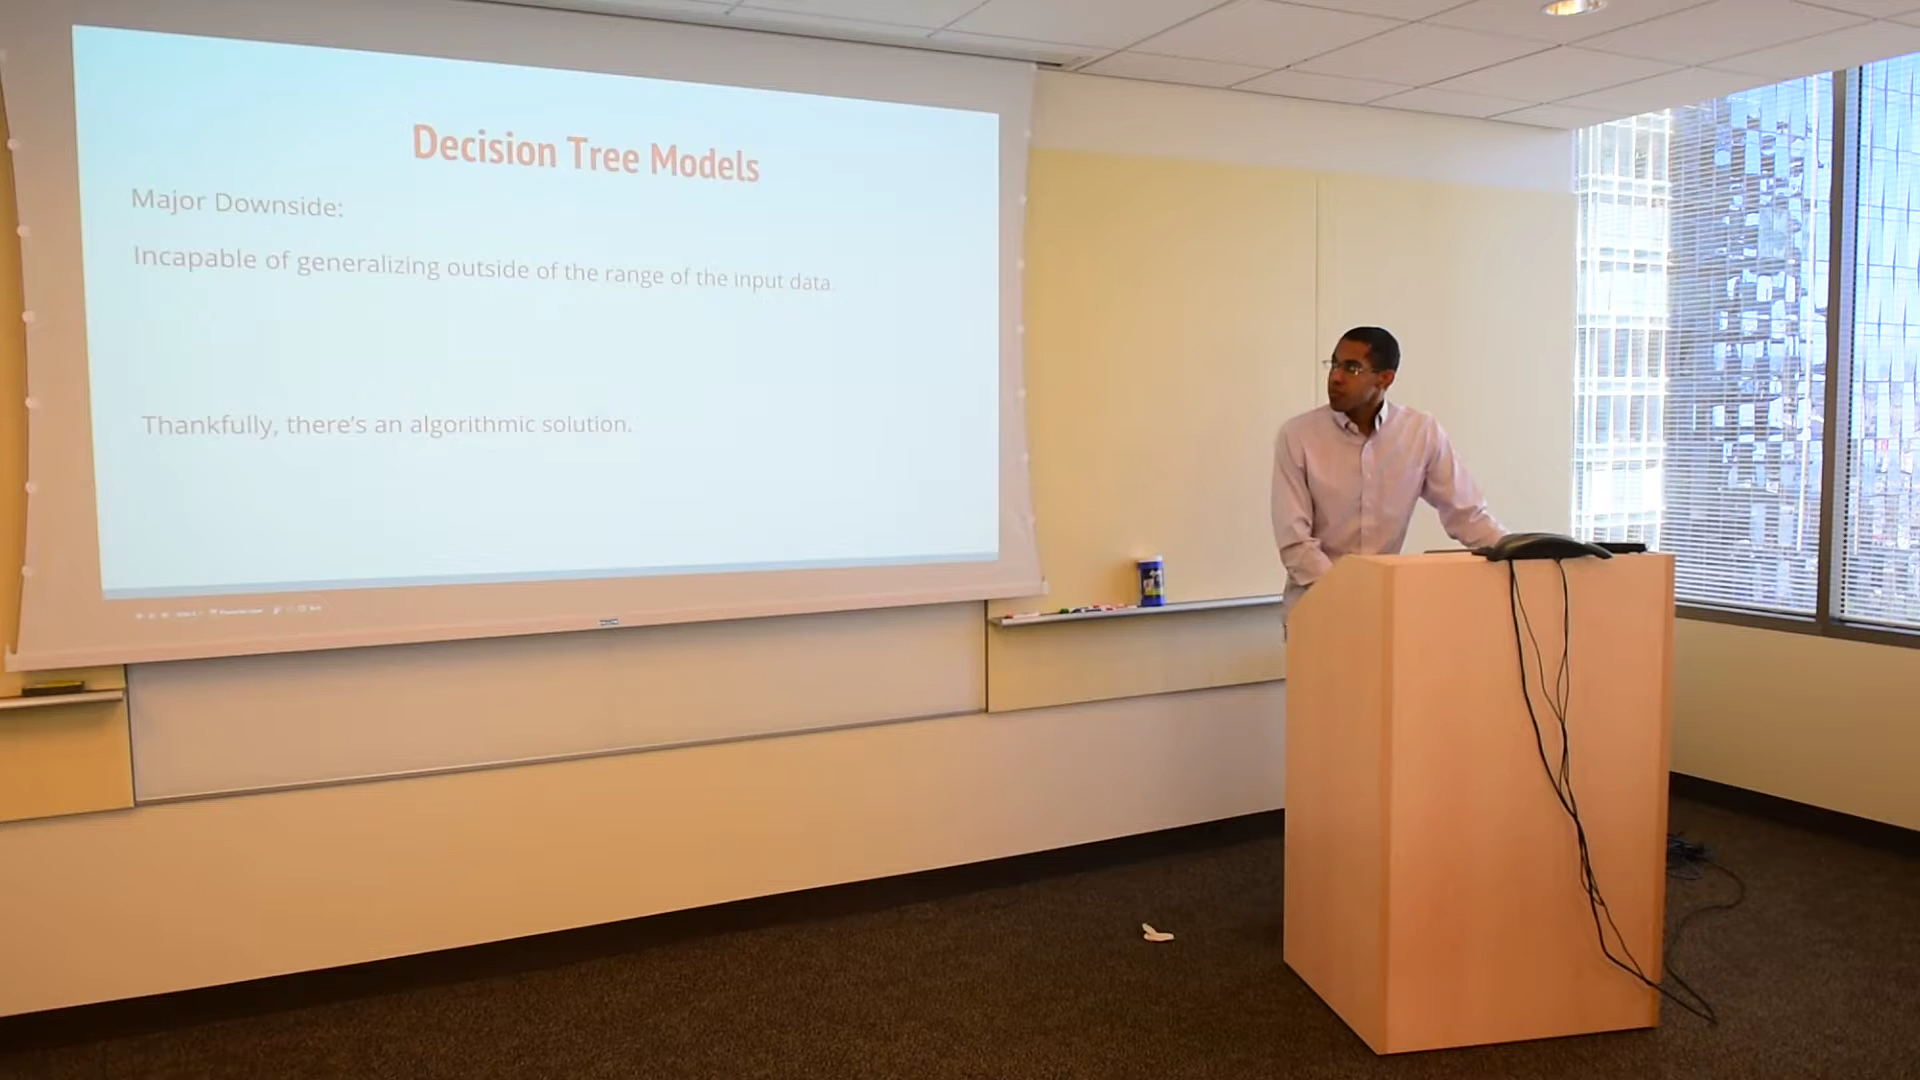 Decision Tree Models
Major Downside:
Incapable of generalizing outside of the range of the input data.
Thankfully, there's an algorithmic solution.